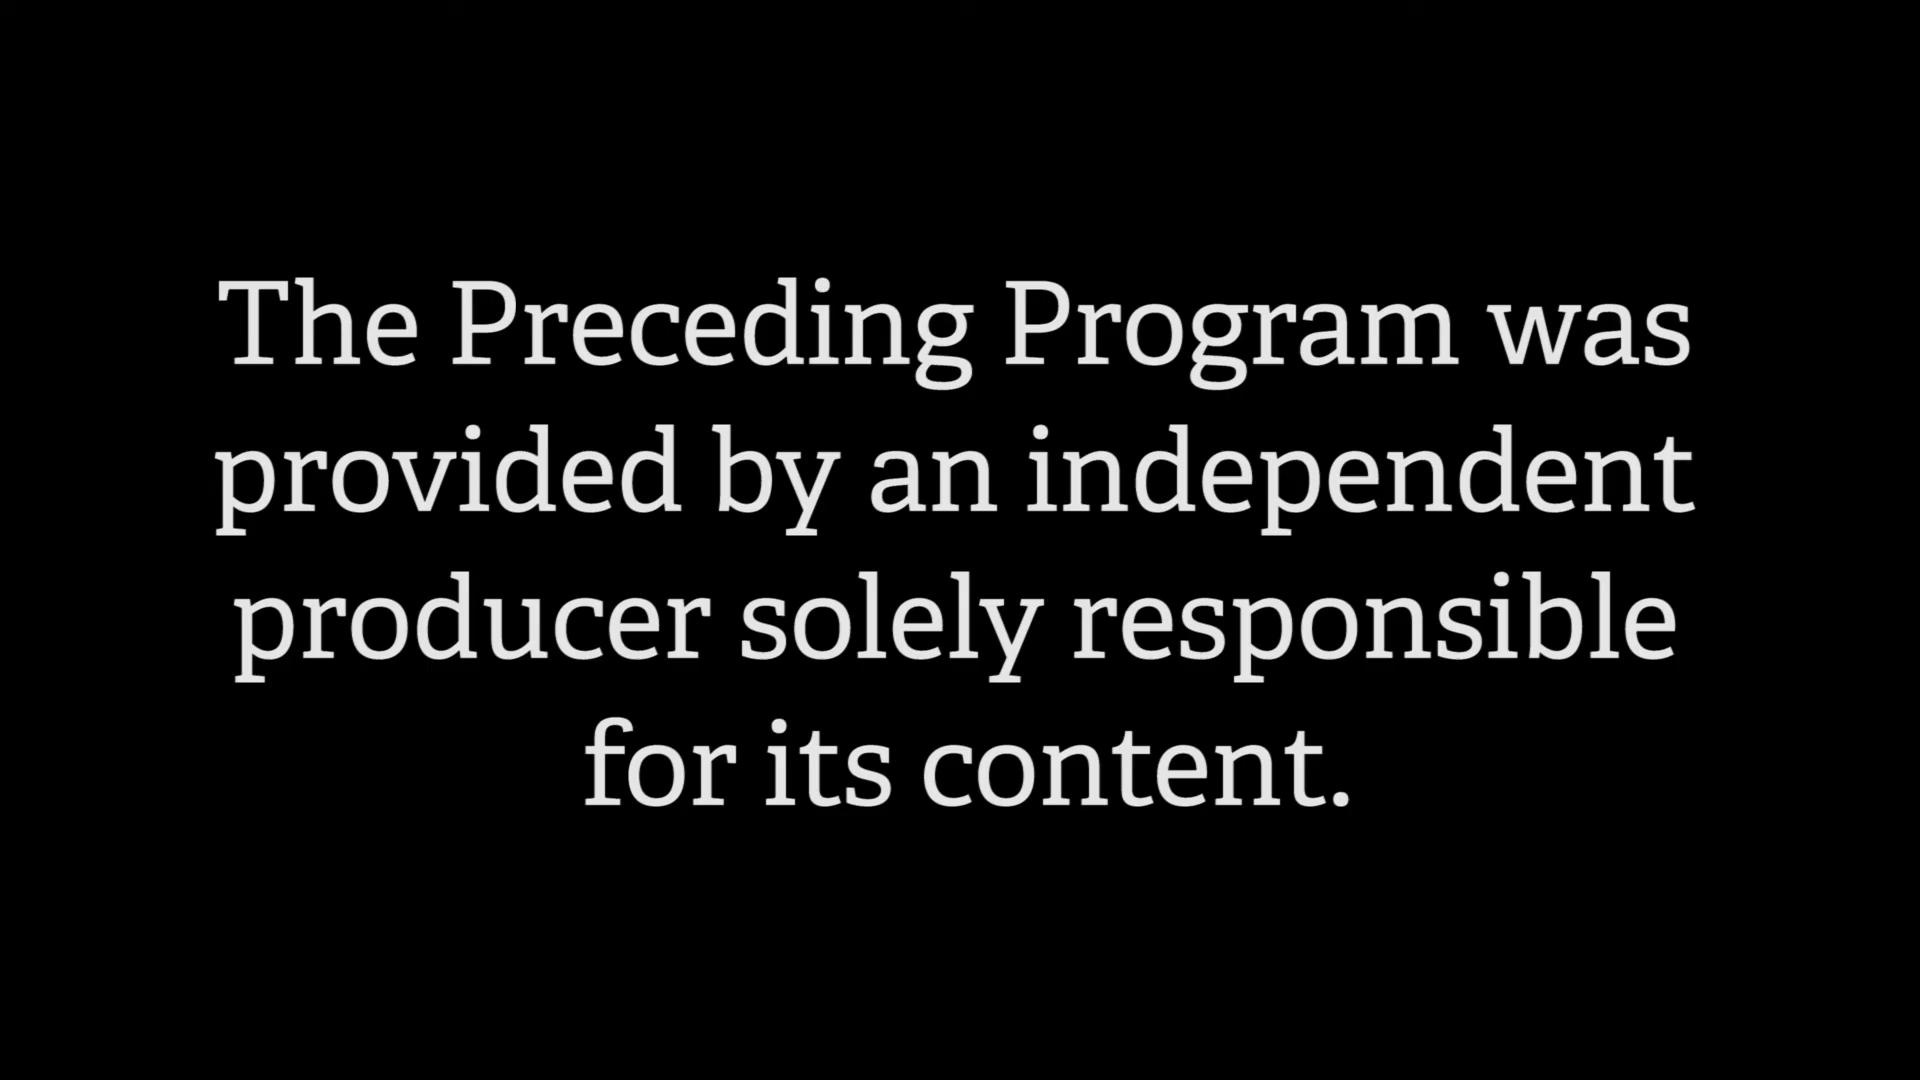 The Preceding Program was
provided by an independent
producer solely responsible
for its content.